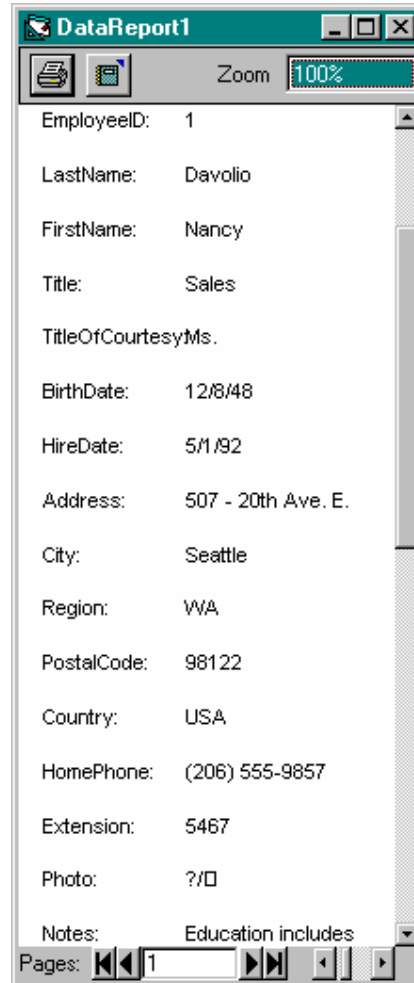 DataReport1
Zoom 100%
EmployeeID: 1
LastName: Davolio
FirstName: Nancy
Title: Sales
TitleOfCourtesyMs.
BirthDate: 12/8/48
HireDate: 5/1/92
Address: 507 - 20th Ave. E.
City: Seattle
Region: WA
PostalCode: 98122
Country: USA
HomePhone: (206) 555-9857
Extension: 5467
Photo: ?/□
Notes: Education includes
Pages: 1